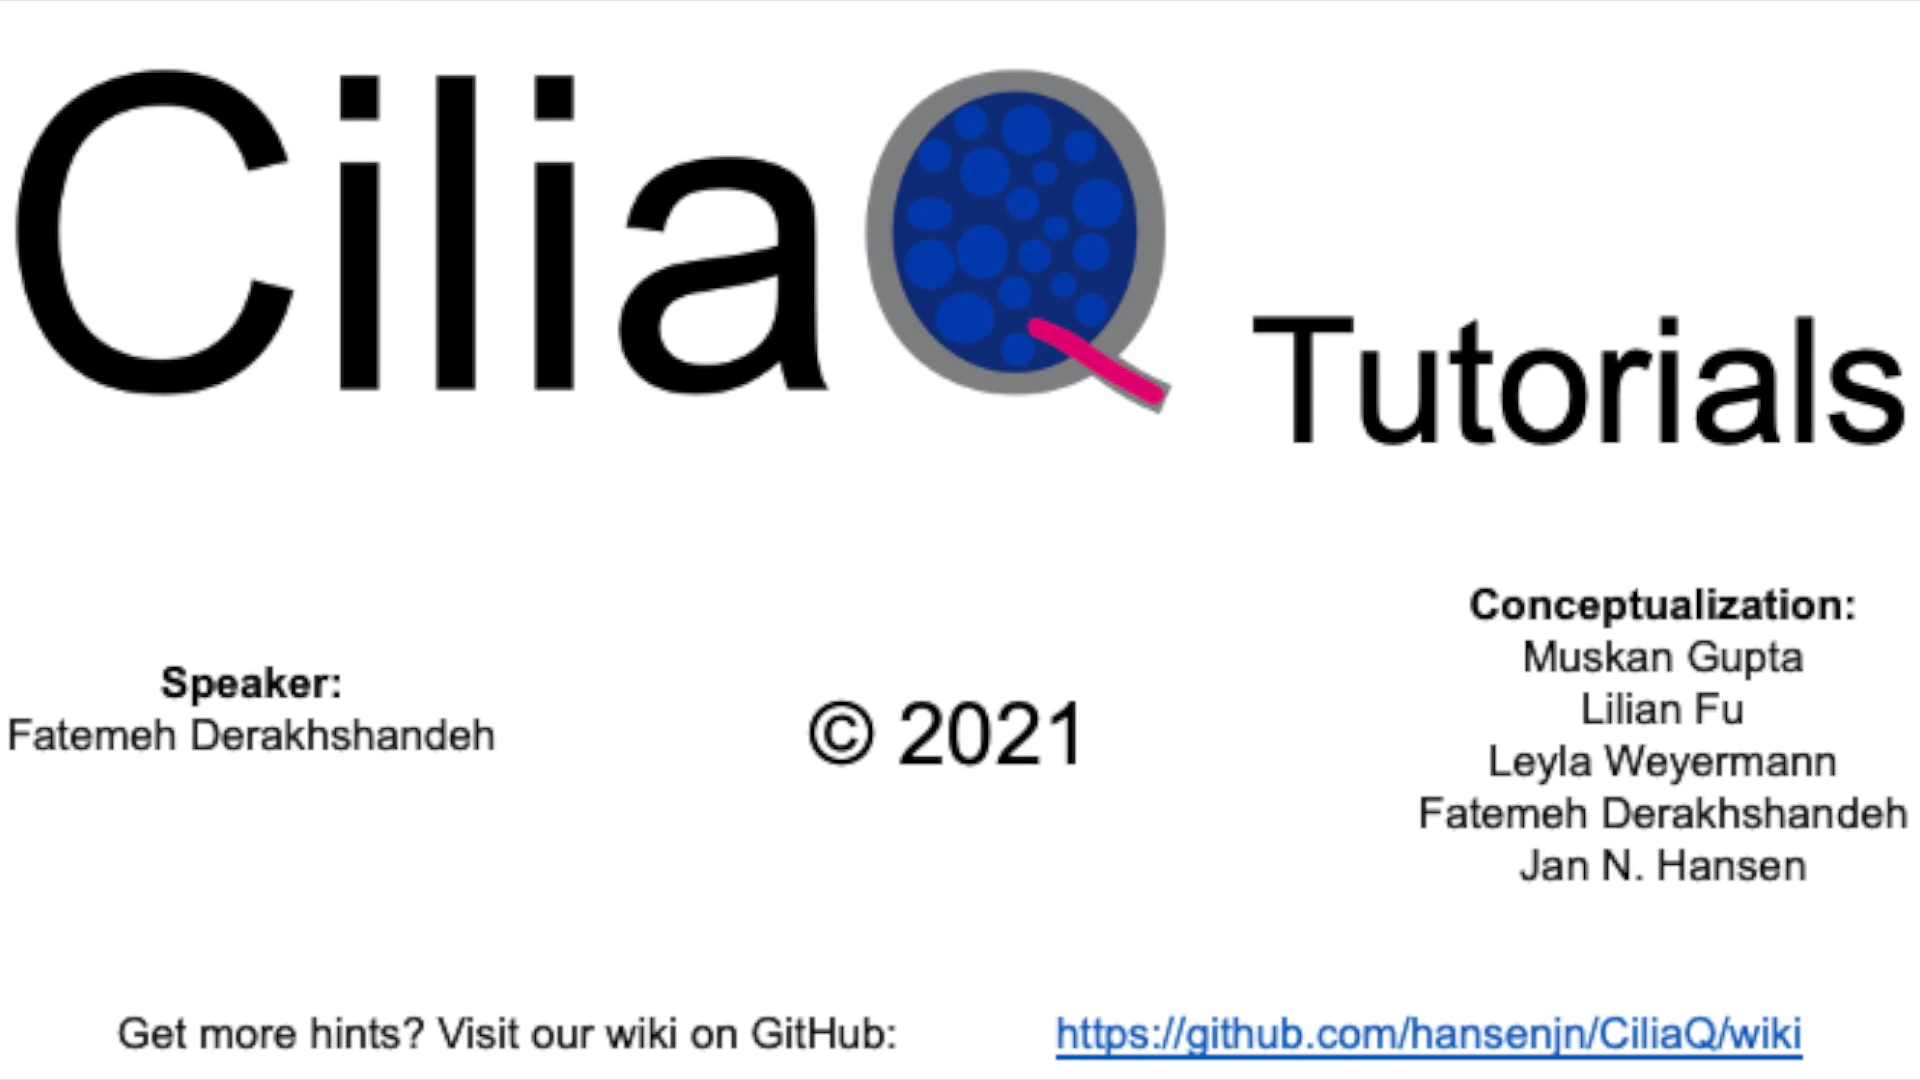 CiliaQ Tutorials
Speaker:
Fatemeh Derakhshandeh
© 2021
Conceptualization:
Muskan Gupta
Lilian Fu
Leyla Weyermann
Fatemeh Derakhshandeh
Jan N. Hansen
Get more hints? Visit our wiki on GitHub: https://github.com/hansenjn/CiliaQ/wiki